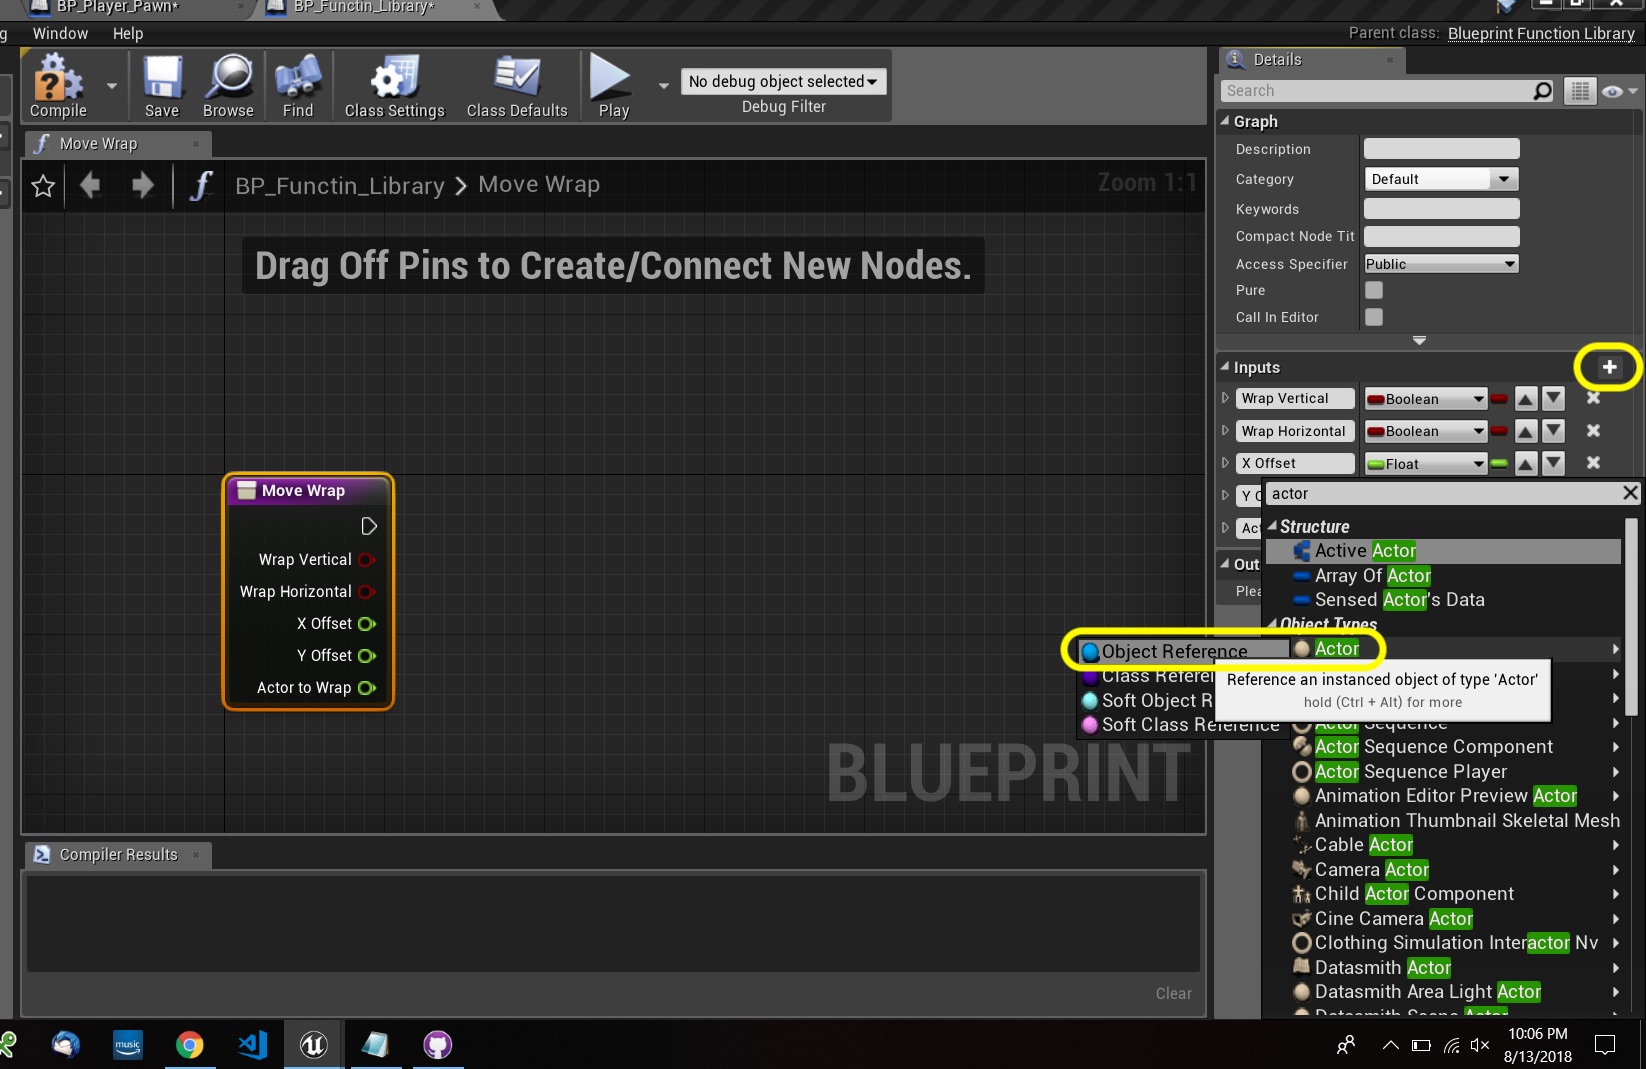 BP_Player_Pawn*
BP_Functin_Library*
g Window Help
Parent class: Blueprint Function Library
Compile
Save
Browse
Find
Class Settings
Class Defaults
Play
No debug object selected
Debug Filter
Move Wrap
BP_Functin_Library > Move Wrap
Zoom 1:1
Drag Off Pins to Create/Connect New Nodes.
Move Wrap
Wrap Vertical
Wrap Horizontal
X Offset
Y Offset
Actor to Wrap
BLUEPRINT
Compiler Results
Clear
Details
Search
Graph
Description
Category Default
Keywords
Compact Node Tit
Access Specifier Public
Pure
Call In Editor
Inputs
Wrap Vertical Boolean
Wrap Horizontal Boolean
X Offset Float
Y O
Act
Out
Plea
actor
Structure
Active Actor
Array Of Actor
Sensed Actor's Data
Object Types
Actor
Object Reference
Class Referen
Soft Object R
Soft Class Reference
Reference an instanced object of type 'Actor'
hold (Ctrl + Alt) for more
Actor Sequence
Actor Sequence Component
Actor Sequence Player
Animation Editor Preview Actor
Animation Thumbnail Skeletal Mesh
Cable Actor
Camera Actor
Child Actor Component
Cine Camera Actor
Clothing Simulation Interactor Nv
Datasmith Actor
Datasmith Area Light Actor
Datasmith Scene Actor
music
10:06 PM
8/13/2018